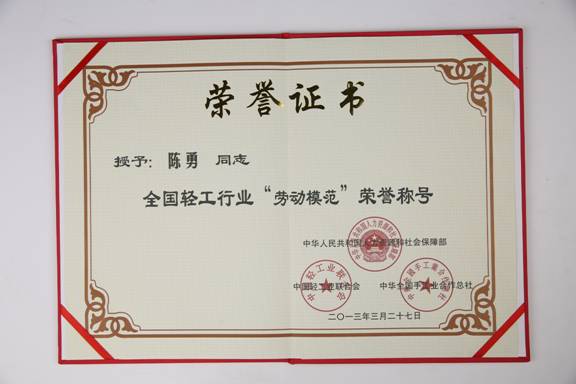 荣誉证书
授予：陈勇 同志
全国轻工行业“劳动模范”荣誉称号
中华人民共和国人力资源和社会保障部
中国轻工业联合会 中华全国手工业合作总社
二〇一三年三月二十七日